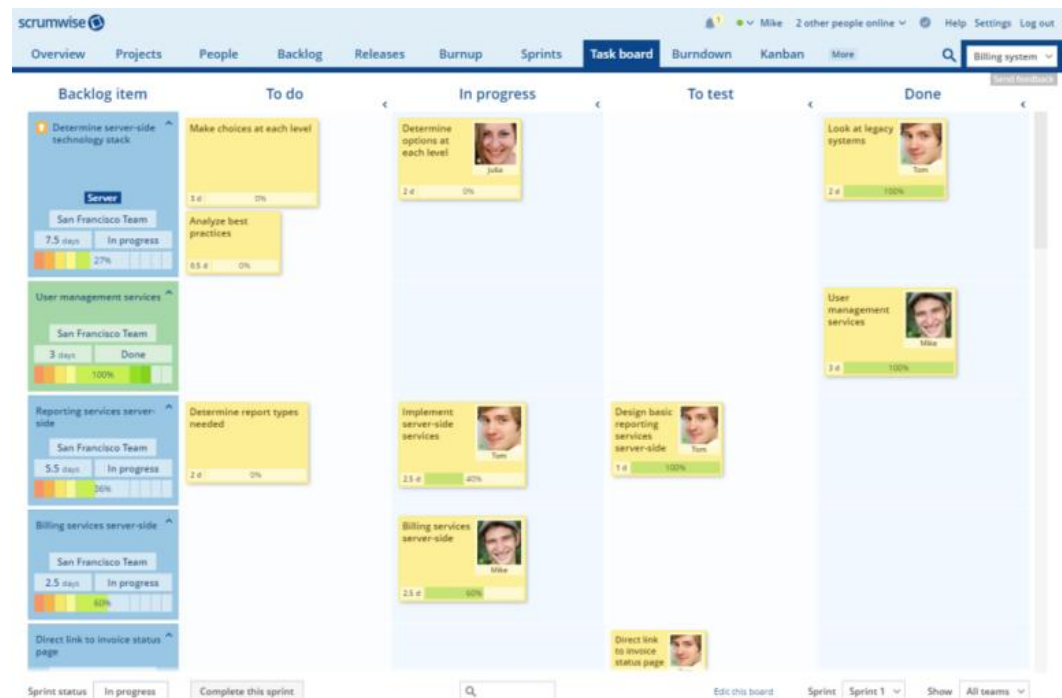 scrumwise
1 Mike 2 other people online Help Settings Log out
Overview Projects People Backlog Releases Burnup Sprints Task board Burndown Kanban More Billing system
Send feedback
Backlog item To do In progress To test Done
Determine server-side technology stack
Server
San Francisco Team
7.5 days In progress
27%
Make choices at each level
3 d 0%
Analyze best practices
0.5 d 0%
Determine options at each level
Julia
2 d 0%
Look at legacy systems
Tom
2 d 100%
User management services
San Francisco Team
3 days Done
100%
User management services
Mike
3 d 100%
Reporting services server-side
San Francisco Team
5.5 days In progress
36%
Determine report types needed
2 d 0%
Implement server-side services
Tom
2.5 d 40%
Design basic reporting services server-side
Tom
1 d 100%
Billing services server-side
San Francisco Team
2.5 days In progress
60%
Billing services server-side
Mike
2.5 d 60%
Direct link to invoice status page
Direct link to invoice status page
Sprint status In progress Complete this sprint Edit this board Sprint Sprint 1 Show All teams